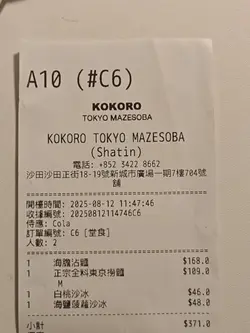 A10 (#C6)
KOKORO
TOKYO MAZESOBA
KOKORO TOKYO MAZESOBA
(Shatin)
電話: +852 3422 8662
沙田沙田正街18-19號新城市廣場一期7樓704號
舖
開檯時間: 2025-08-12 11:47:46
收據編號: 20250812114746C6
侍應: Cola
訂單編號: C6 [堂食]
人數: 2
1 海膽沾麵 $168.0
1 正宗全料東京撈麵 $109.0
M
1 白桃沙冰 $46.0
1 海鹽菠蘿沙冰 $48.0
小計 $371.0